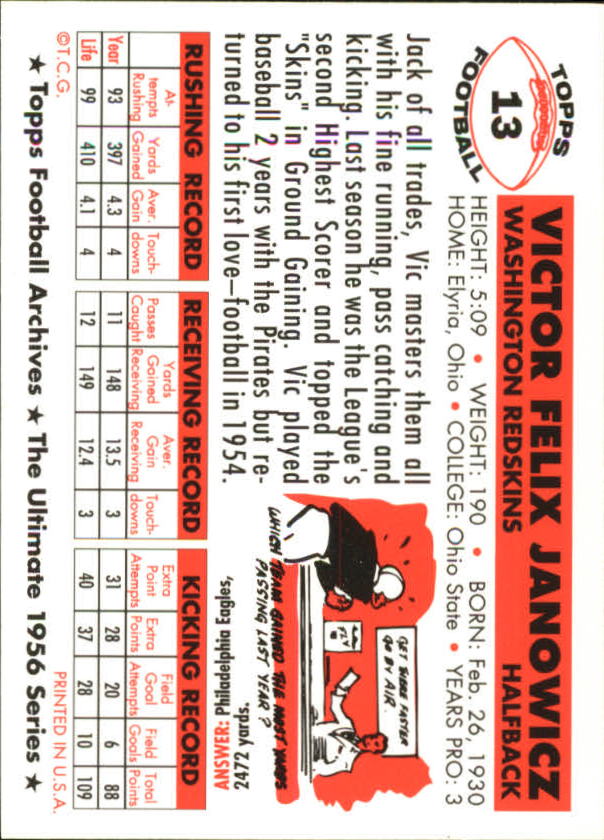 TOPPS
13
FOOTBALL
VICTOR FELIX JANOWICZ
WASHINGTON REDSKINS HALFBACK
HEIGHT: 5:09 • WEIGHT: 190 • BORN: Feb. 26, 1930
HOME: Elyria, Ohio • COLLEGE: Ohio State • YEARS PRO: 3
Jack of all trades, Vic masters them all
with his fine running, pass catching and
kicking. Last season he was the League's
second Highest Scorer and topped the
"Skins" in Ground Gaining. Vic played
baseball 2 years with the Pirates but re-
turned to his first love—football in 1954.
GET THERE FASTER
GO BY AIR.
FLY
WHICH TEAM GAINED THE MOST YARDS
PASSING LAST YEAR?
ANSWER: Philadelphia Eagles,
2472 yards.
RUSHING RECORD
At-
tempts Yards Aver. Touch-
Rushing Gained Gain downs
Year 93 397 4.3 4
Life 99 410 4.1 4
RECEIVING RECORD
Yards Aver.
Passes Gained Gain Touch-
Caught Receiving Receiving downs
11 148 13.5 3
12 149 12.4 3
KICKING RECORD
Extra Field
Point Extra Goal Field Total
Attempts Points Attempts Goals Points
31 28 20 6 88
40 37 28 10 109
©T.C.G. PRINTED IN U.S.A.
★ Topps Football Archives ★ The Ultimate 1956 Series ★